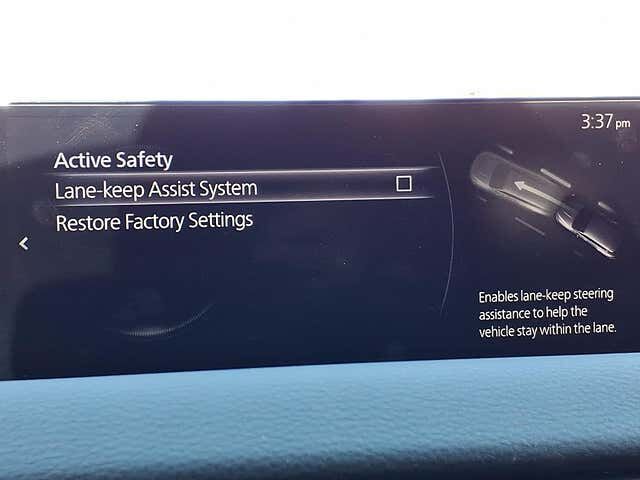 3:37 pm
Active Safety
Lane-keep Assist System
Restore Factory Settings
Enables lane-keep steering
assistance to help the
vehicle stay within the lane.